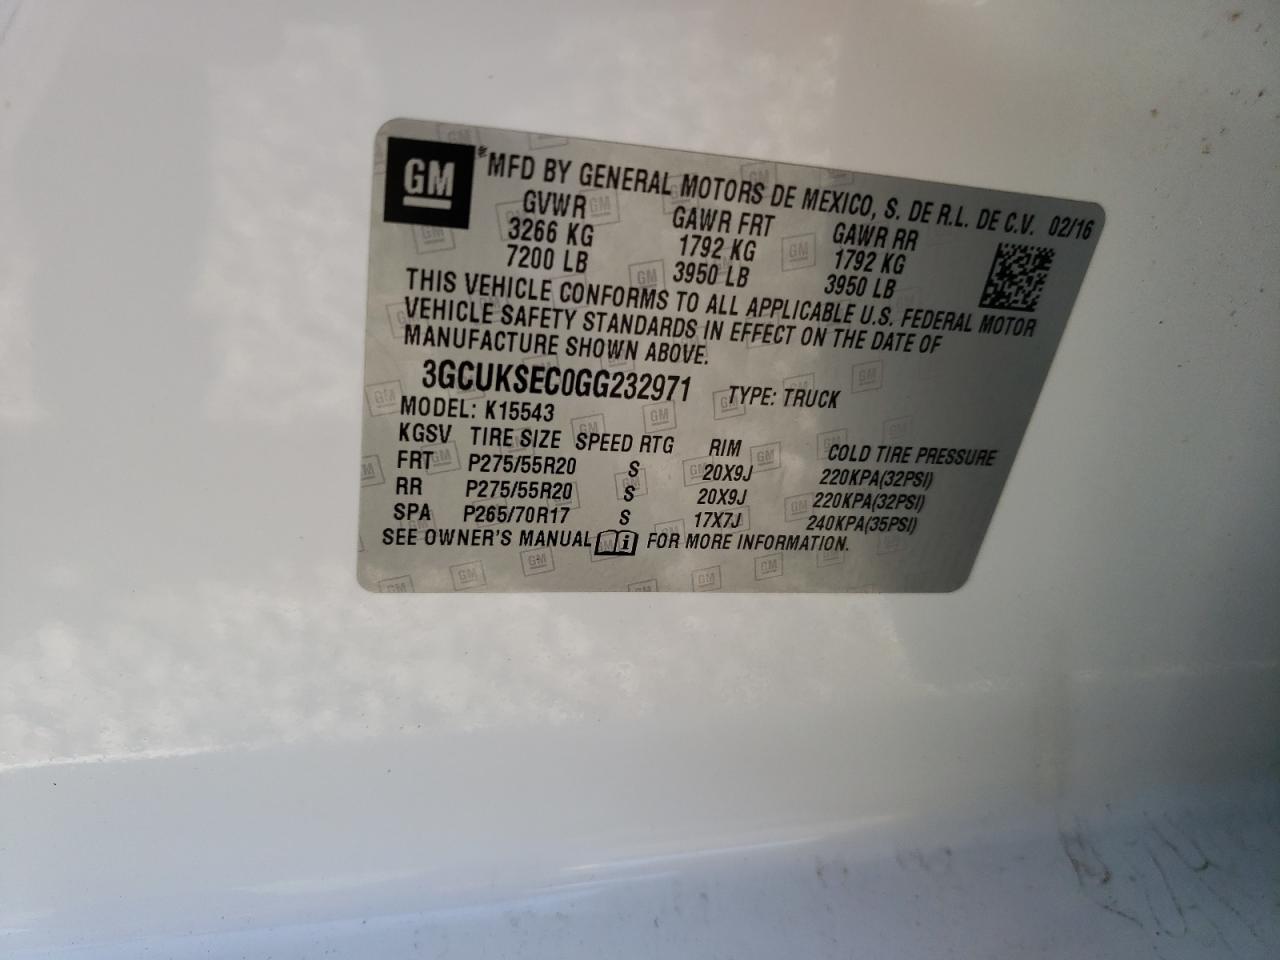 GM
*MFD BY GENERAL MOTORS DE MEXICO, S. DE R.L. DE C.V. 02/16
GVWR GAWR FRT GAWR RR
3266 KG 1792 KG 1792 KG
7200 LB 3950 LB 3950 LB
THIS VEHICLE CONFORMS TO ALL APPLICABLE U.S. FEDERAL MOTOR
VEHICLE SAFETY STANDARDS IN EFFECT ON THE DATE OF
MANUFACTURE SHOWN ABOVE.
3GCUKSEC0GG232971 TYPE: TRUCK
MODEL: K15543
KGSV TIRE SIZE SPEED RTG RIM COLD TIRE PRESSURE
FRT P275/55R20 S 20X9J 220KPA(32PSI)
RR P275/55R20 S 20X9J 220KPA(32PSI)
SPA P265/70R17 S 17X7J 240KPA(35PSI)
SEE OWNER'S MANUAL i FOR MORE INFORMATION.